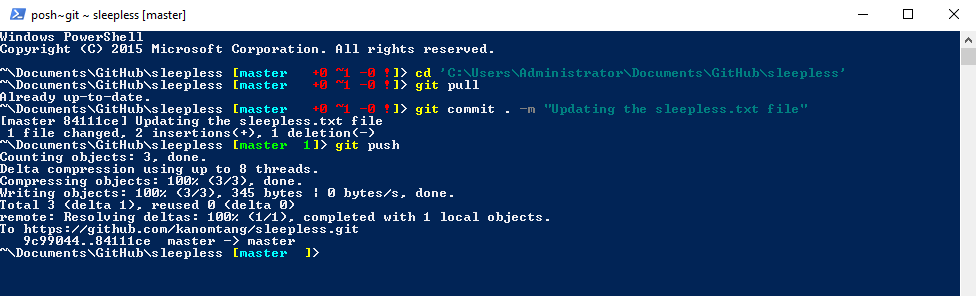 posh~git ~ sleepless [master]
Windows PowerShell
Copyright (C) 2015 Microsoft Corporation. All rights reserved.
~\Documents\GitHub\sleepless [master +0 ~1 -0 !]> cd 'C:\Users\Administrator\Documents\GitHub\sleepless'
~\Documents\GitHub\sleepless [master +0 ~1 -0 !]> git pull
Already up-to-date.
~\Documents\GitHub\sleepless [master +0 ~1 -0 !]> git commit . -m "Updating the sleepless.txt file"
[master 84111ce] Updating the sleepless.txt file
 1 file changed, 2 insertions(+), 1 deletion(-)
~\Documents\GitHub\sleepless [master 1]> git push
Counting objects: 3, done.
Delta compression using up to 8 threads.
Compressing objects: 100% (3/3), done.
Writing objects: 100% (3/3), 345 bytes ¦ 0 bytes/s, done.
Total 3 (delta 1), reused 0 (delta 0)
remote: Resolving deltas: 100% (1/1), completed with 1 local objects.
To https://github.com/kanomtang/sleepless.git
   9c99044..84111ce  master -> master
~\Documents\GitHub\sleepless [master ]>